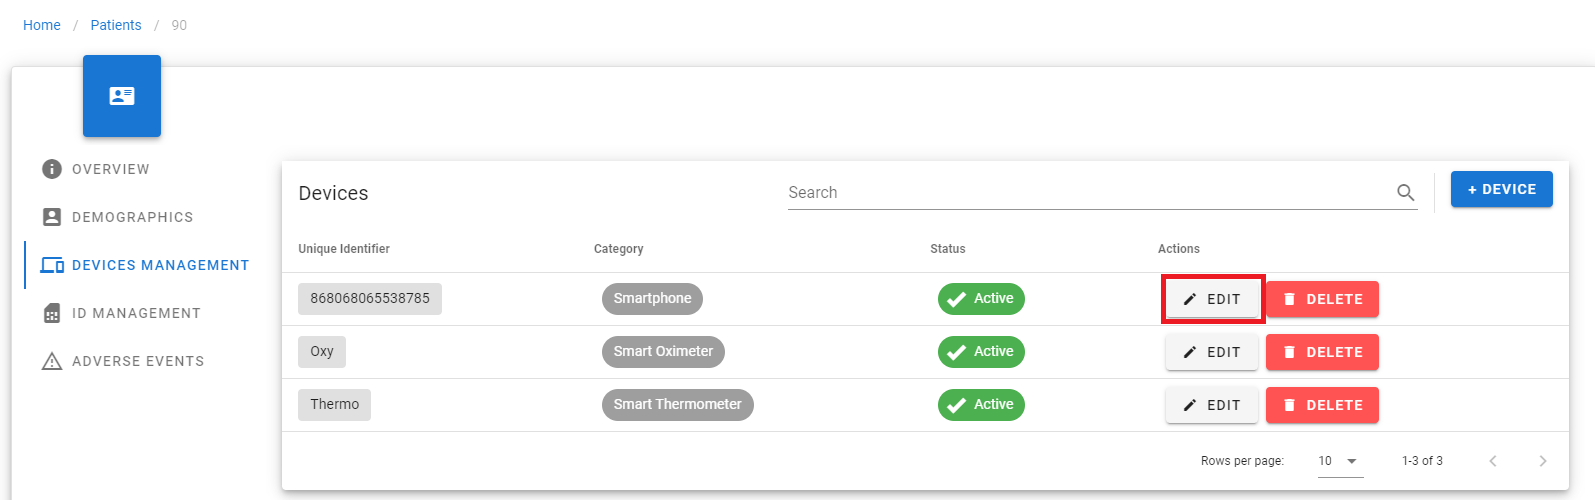 Home / Patients / 90
OVERVIEW
DEMOGRAPHICS
DEVICES MANAGEMENT
ID MANAGEMENT
ADVERSE EVENTS
Devices Search + DEVICE
Unique Identifier Category Status Actions
868068065538785 Smartphone Active EDIT DELETE
Oxy Smart Oximeter Active EDIT DELETE
Thermo Smart Thermometer Active EDIT DELETE
Rows per page: 10 1-3 of 3